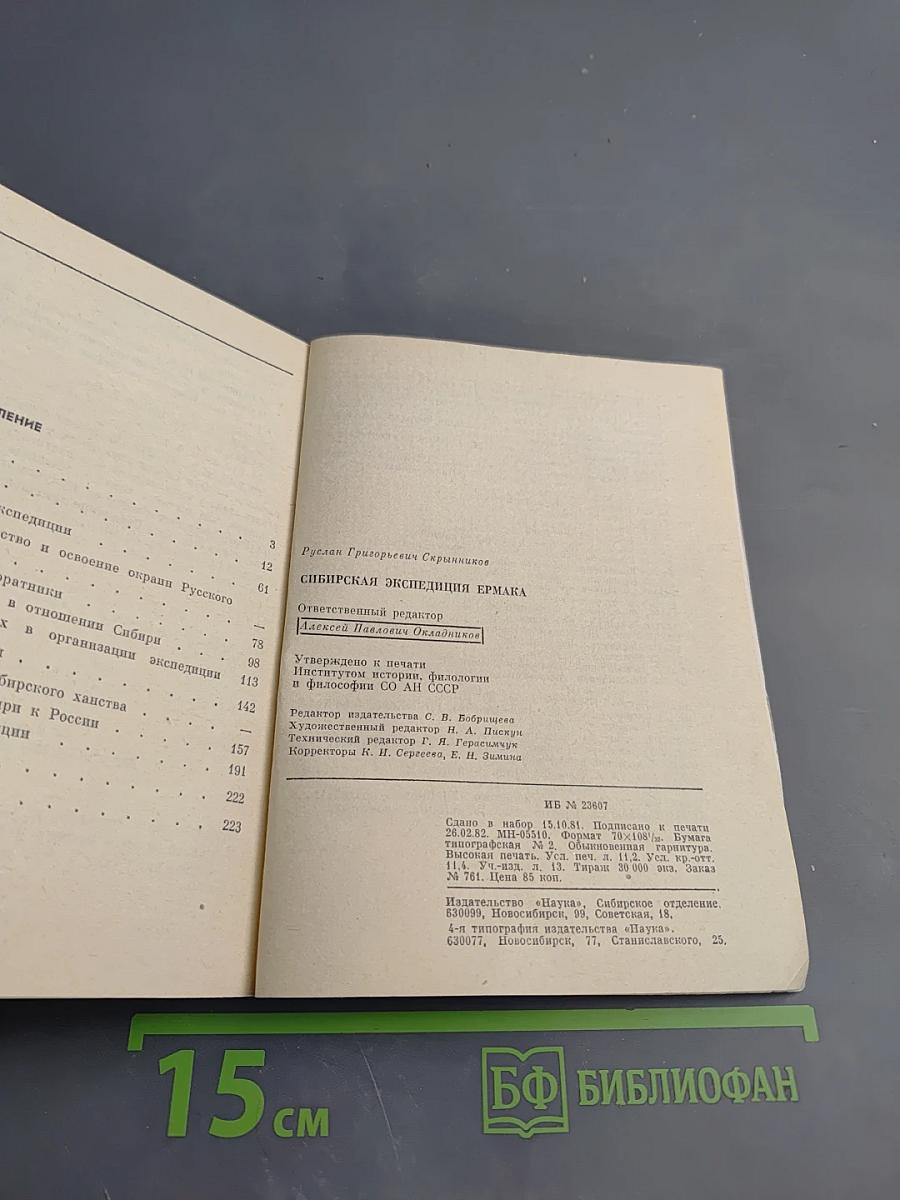 ление
3
12
кспедиции
61
ство и освоение окраин Русского
—
оратники
78
в отношении Сибири
98
х в организации экспедиции
113
142
бирского ханства
—
ири к России
157
ции
191
222
223
Руслан Григорьевич Скрынников
СИБИРСКАЯ ЭКСПЕДИЦИЯ ЕРМАКА
Ответственный редактор
Алексей Павлович Окладников
Утверждено к печати
Институтом истории, филологии
и философии СО АН СССР
Редактор издательства С. В. Бобрищева
Художественный редактор Н. А. Пискун
Технический редактор Г. Я. Герасимчук
Корректоры К. И. Сергеева, Е. Н. Зимина
ИБ № 23607
Сдано в набор 15.10.81. Подписано к печати
26.02.82. МН-05510. Формат 70×108¹/₃₂. Бумага
типографская № 2. Обыкновенная гарнитура.
Высокая печать. Усл. печ. л. 11,2. Усл. кр.-отт.
11,4. Уч.-изд. л. 13. Тираж 30 000 экз. Заказ
№ 761. Цена 85 коп.
Издательство «Наука», Сибирское отделение.
630099, Новосибирск, 99, Советская, 18.
4-я типография издательства «Наука».
630077, Новосибирск, 77, Станиславского, 25.
15 см
БФ БИБЛИОФАН